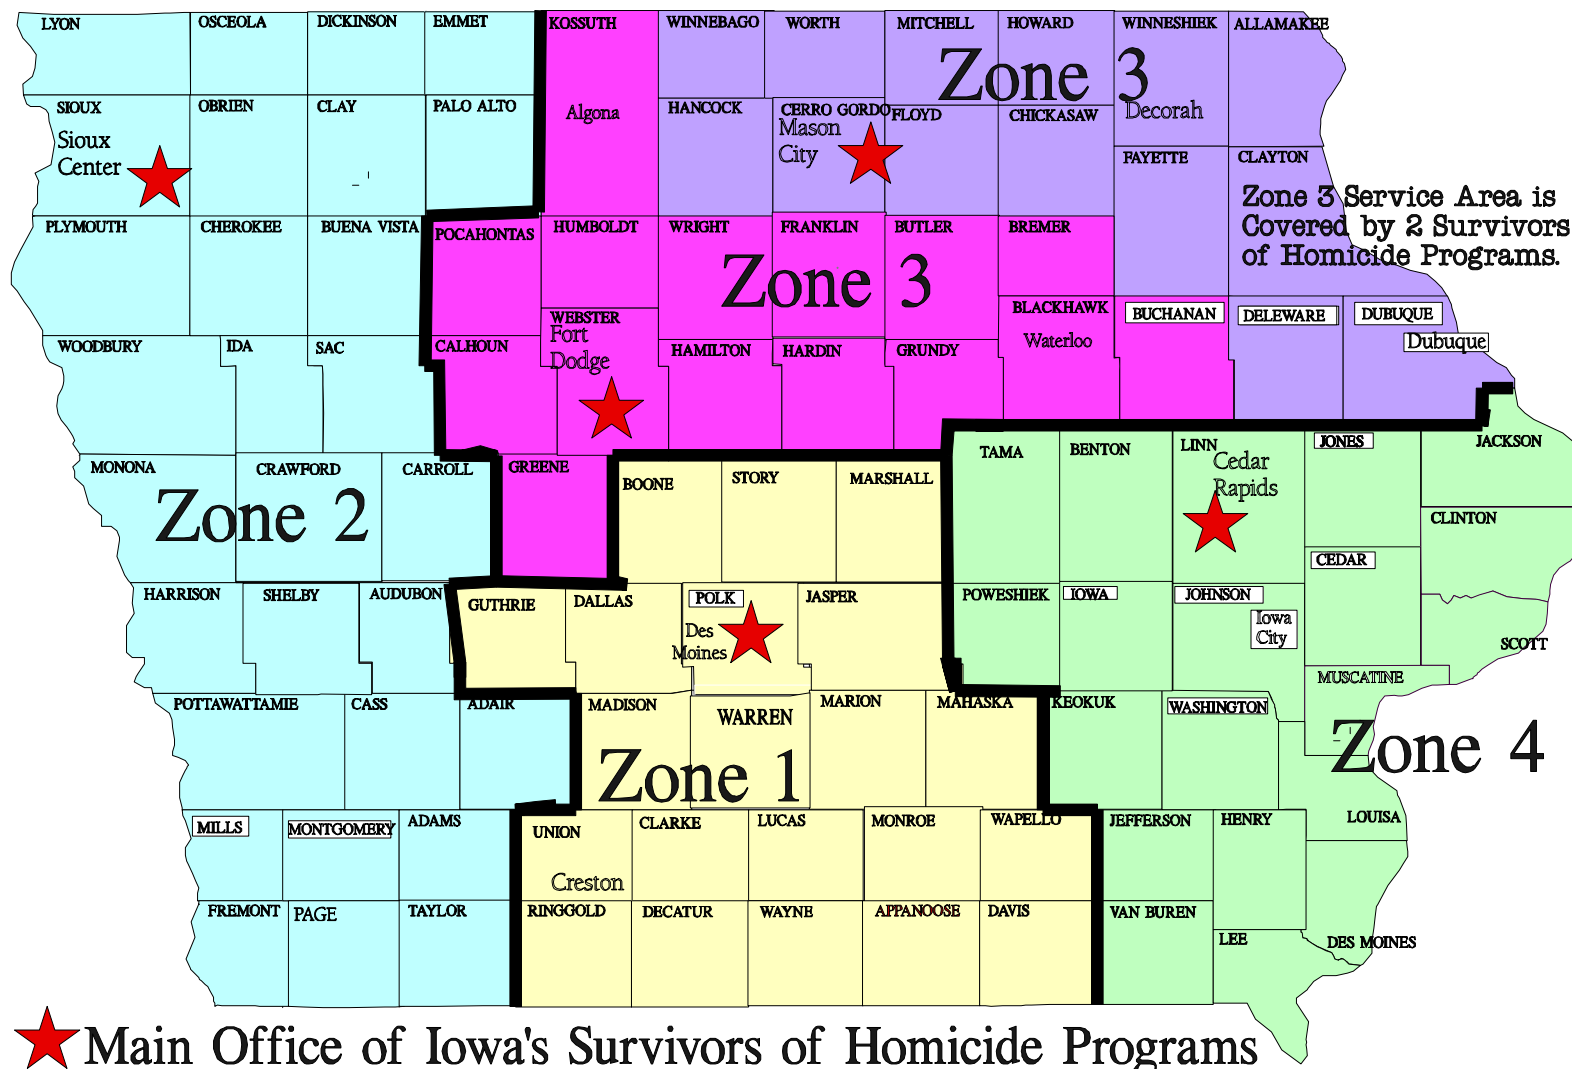 LYON
OSCEOLA
DICKINSON
EMMET
KOSSUTH
WINNEBAGO
WORTH
MITCHELL
HOWARD
WINNESHIEK
ALLAMAKEE
Zone 3
SIOUX
OBRIEN
CLAY
PALO ALTO
Algona
HANCOCK
CERRO GORDO
FLOYD
CHICKASAW
Decorah
Sioux
Center
Mason
City
FAYETTE
CLAYTON
Zone 3 Service Area is
Covered by 2 Survivors
of Homicide Programs.
PLYMOUTH
CHEROKEE
BUENA VISTA
POCAHONTAS
HUMBOLDT
WRIGHT
FRANKLIN
BUTLER
BREMER
Zone 3
WEBSTER
Fort
Dodge
BLACKHAWK
BUCHANAN
DELEWARE
DUBUQUE
Waterloo
Dubuque
WOODBURY
IDA
SAC
CALHOUN
HAMILTON
HARDIN
GRUNDY
MONONA
CRAWFORD
CARROLL
GREENE
BOONE
STORY
MARSHALL
TAMA
BENTON
LINN
JONES
JACKSON
Cedar
Rapids
Zone 2
CLINTON
CEDAR
HARRISON
SHELBY
AUDUBON
GUTHRIE
DALLAS
POLK
JASPER
POWESHIEK
IOWA
JOHNSON
Des
Moines
Iowa
City
SCOTT
MUSCATINE
POTTAWATTAMIE
CASS
ADAIR
MADISON
WARREN
MARION
MAHASKA
KEOKUK
WASHINGTON
Zone 1
Zone 4
MILLS
MONTGOMERY
ADAMS
UNION
CLARKE
LUCAS
MONROE
WAPELLO
JEFFERSON
HENRY
LOUISA
Creston
FREMONT
PAGE
TAYLOR
RINGGOLD
DECATUR
WAYNE
APPANOOSE
DAVIS
VAN BUREN
LEE
DES MOINES
Main Office of Iowa's Survivors of Homicide Programs